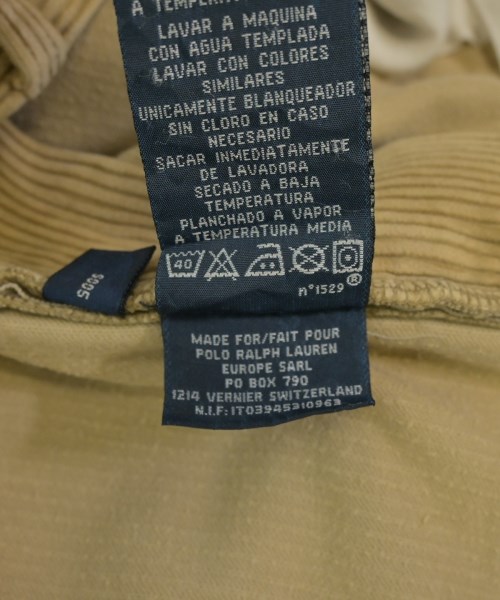 A TEMPERAT
LAVAR A MAQUINA
CON AGUA TEMPLADA
LAVAR CON COLORES
SIMILARES
UNICAMENTE BLANQUEADOR
SIN CLORO EN CASO
NECESARIO
SACAR INMEDIATAMENTE
DE LAVADORA
SECADO A BAJA
TEMPERATURA
PLANCHADO A VAPOR
A TEMPERATURA MEDIA
40
n°1529 ®
S005
MADE FOR/FAIT POUR
POLO RALPH LAUREN
EUROPE SARL
PO BOX 790
1214 VERNIER SWITZERLAND
N.I.F: IT03945310963